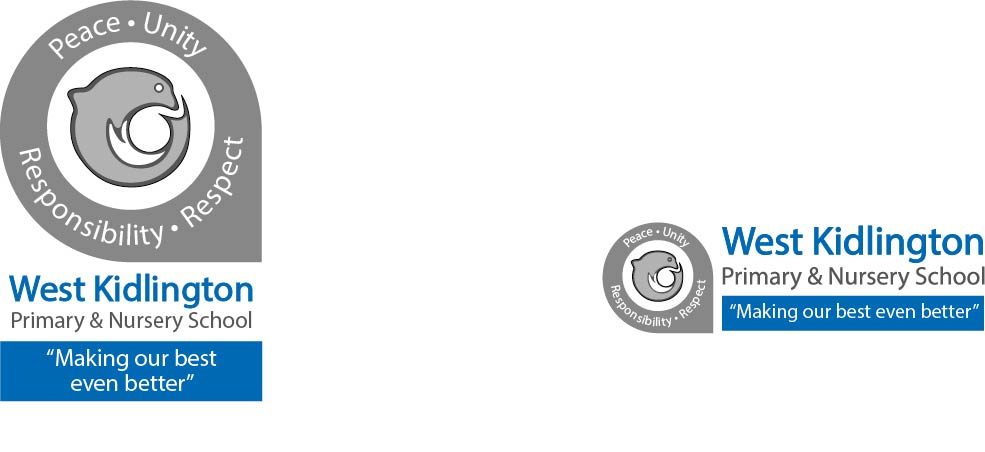 Peace • Unity
Responsibility • Respect
West Kidlington
Primary & Nursery School
“Making our best
even better”
Peace • Unity
Responsibility • Respect
West Kidlington
Primary & Nursery School
“Making our best even better”